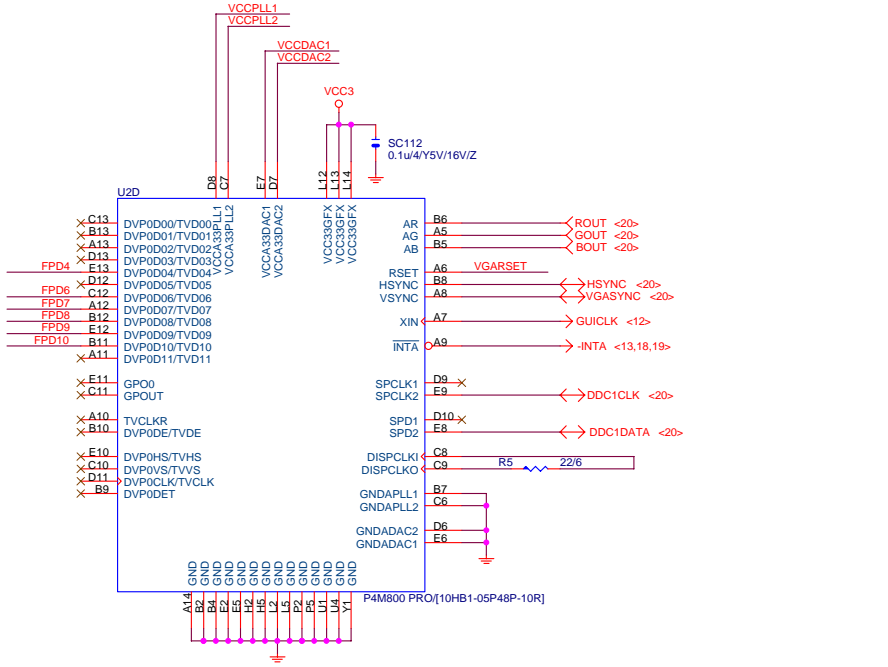 VCCPLL1
VCCPLL2
VCCDAC1
VCCDAC2
VCC3
SC112
0.1u/4/Y5V/16V/Z
D8 C7 E7 D7 L12 L13 L14
U2D
VCCA33PLL1 VCCA33PLL2 VCCA33DAC1 VCCA33DAC2 VCC33GFX VCC33GFX VCC33GFX
C13 DVP0D00/TVD00
B13 DVP0D01/TVD01
A13 DVP0D02/TVD02
D13 DVP0D03/TVD03
FPD4 E13 DVP0D04/TVD04
D12 DVP0D05/TVD05
FPD6 C12 DVP0D06/TVD06
FPD7 A12 DVP0D07/TVD07
FPD8 B12 DVP0D08/TVD08
FPD9 E12 DVP0D09/TVD09
FPD10 B11 DVP0D10/TVD10
A11 DVP0D11/TVD11
E11 GPO0
C11 GPOUT
A10 TVCLKR
B10 DVP0DE/TVDE
E10 DVP0HS/TVHS
C10 DVP0VS/TVVS
D11 DVP0CLK/TVCLK
B9 DVP0DET
AR B6 ROUT <20>
AG A5 GOUT <20>
AB B5 BOUT <20>
RSET A6 VGARSET
HSYNC B8 HSYNC <20>
VSYNC A8 VGASYNC <20>
XIN A7 GUICLK <12>
INTA A9 -INTA <13,18,19>
SPCLK1 D9
SPCLK2 E9 DDC1CLK <20>
SPD1 D10
SPD2 E8 DDC1DATA <20>
DISPCLKI C8
DISPCLKO C9 R5 22/6
GNDAPLL1 B7
GNDAPLL2 C6
GNDADAC2 D6
GNDADAC1 E6
GND GND GND GND GND GND GND GND GND GND GND GND GND GND
P4M800 PRO/[10HB1-05P48P-10R]
A14 B2 B4 E2 E5 H2 H5 L2 L5 P2 P5 U1 U4 Y1